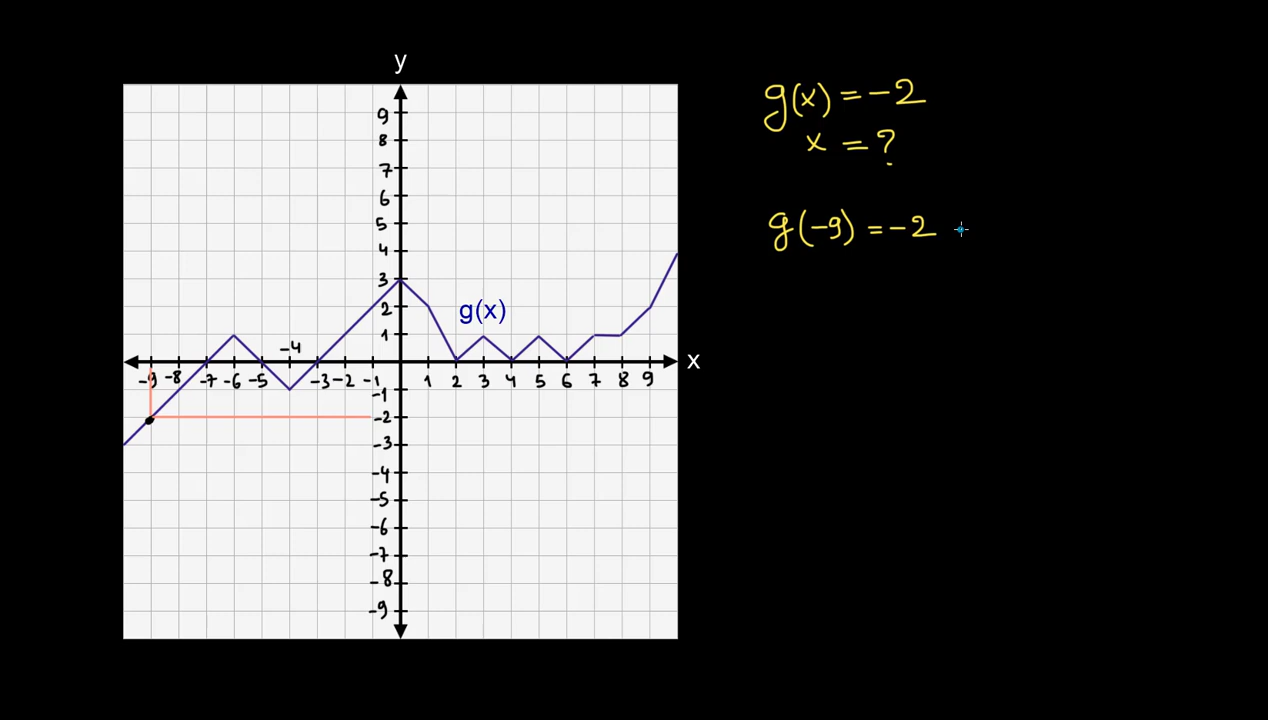 y
g(x) = -2
x = ?
g(-9) = -2
9
8
7
6
5
4
3
2
1
g(x)
-4
x
-9 -8 -7 -6 -5 -3 -2 -1 1 2 3 4 5 6 7 8 9
-1
-2
-3
-4
-5
-6
-7
-8
-9